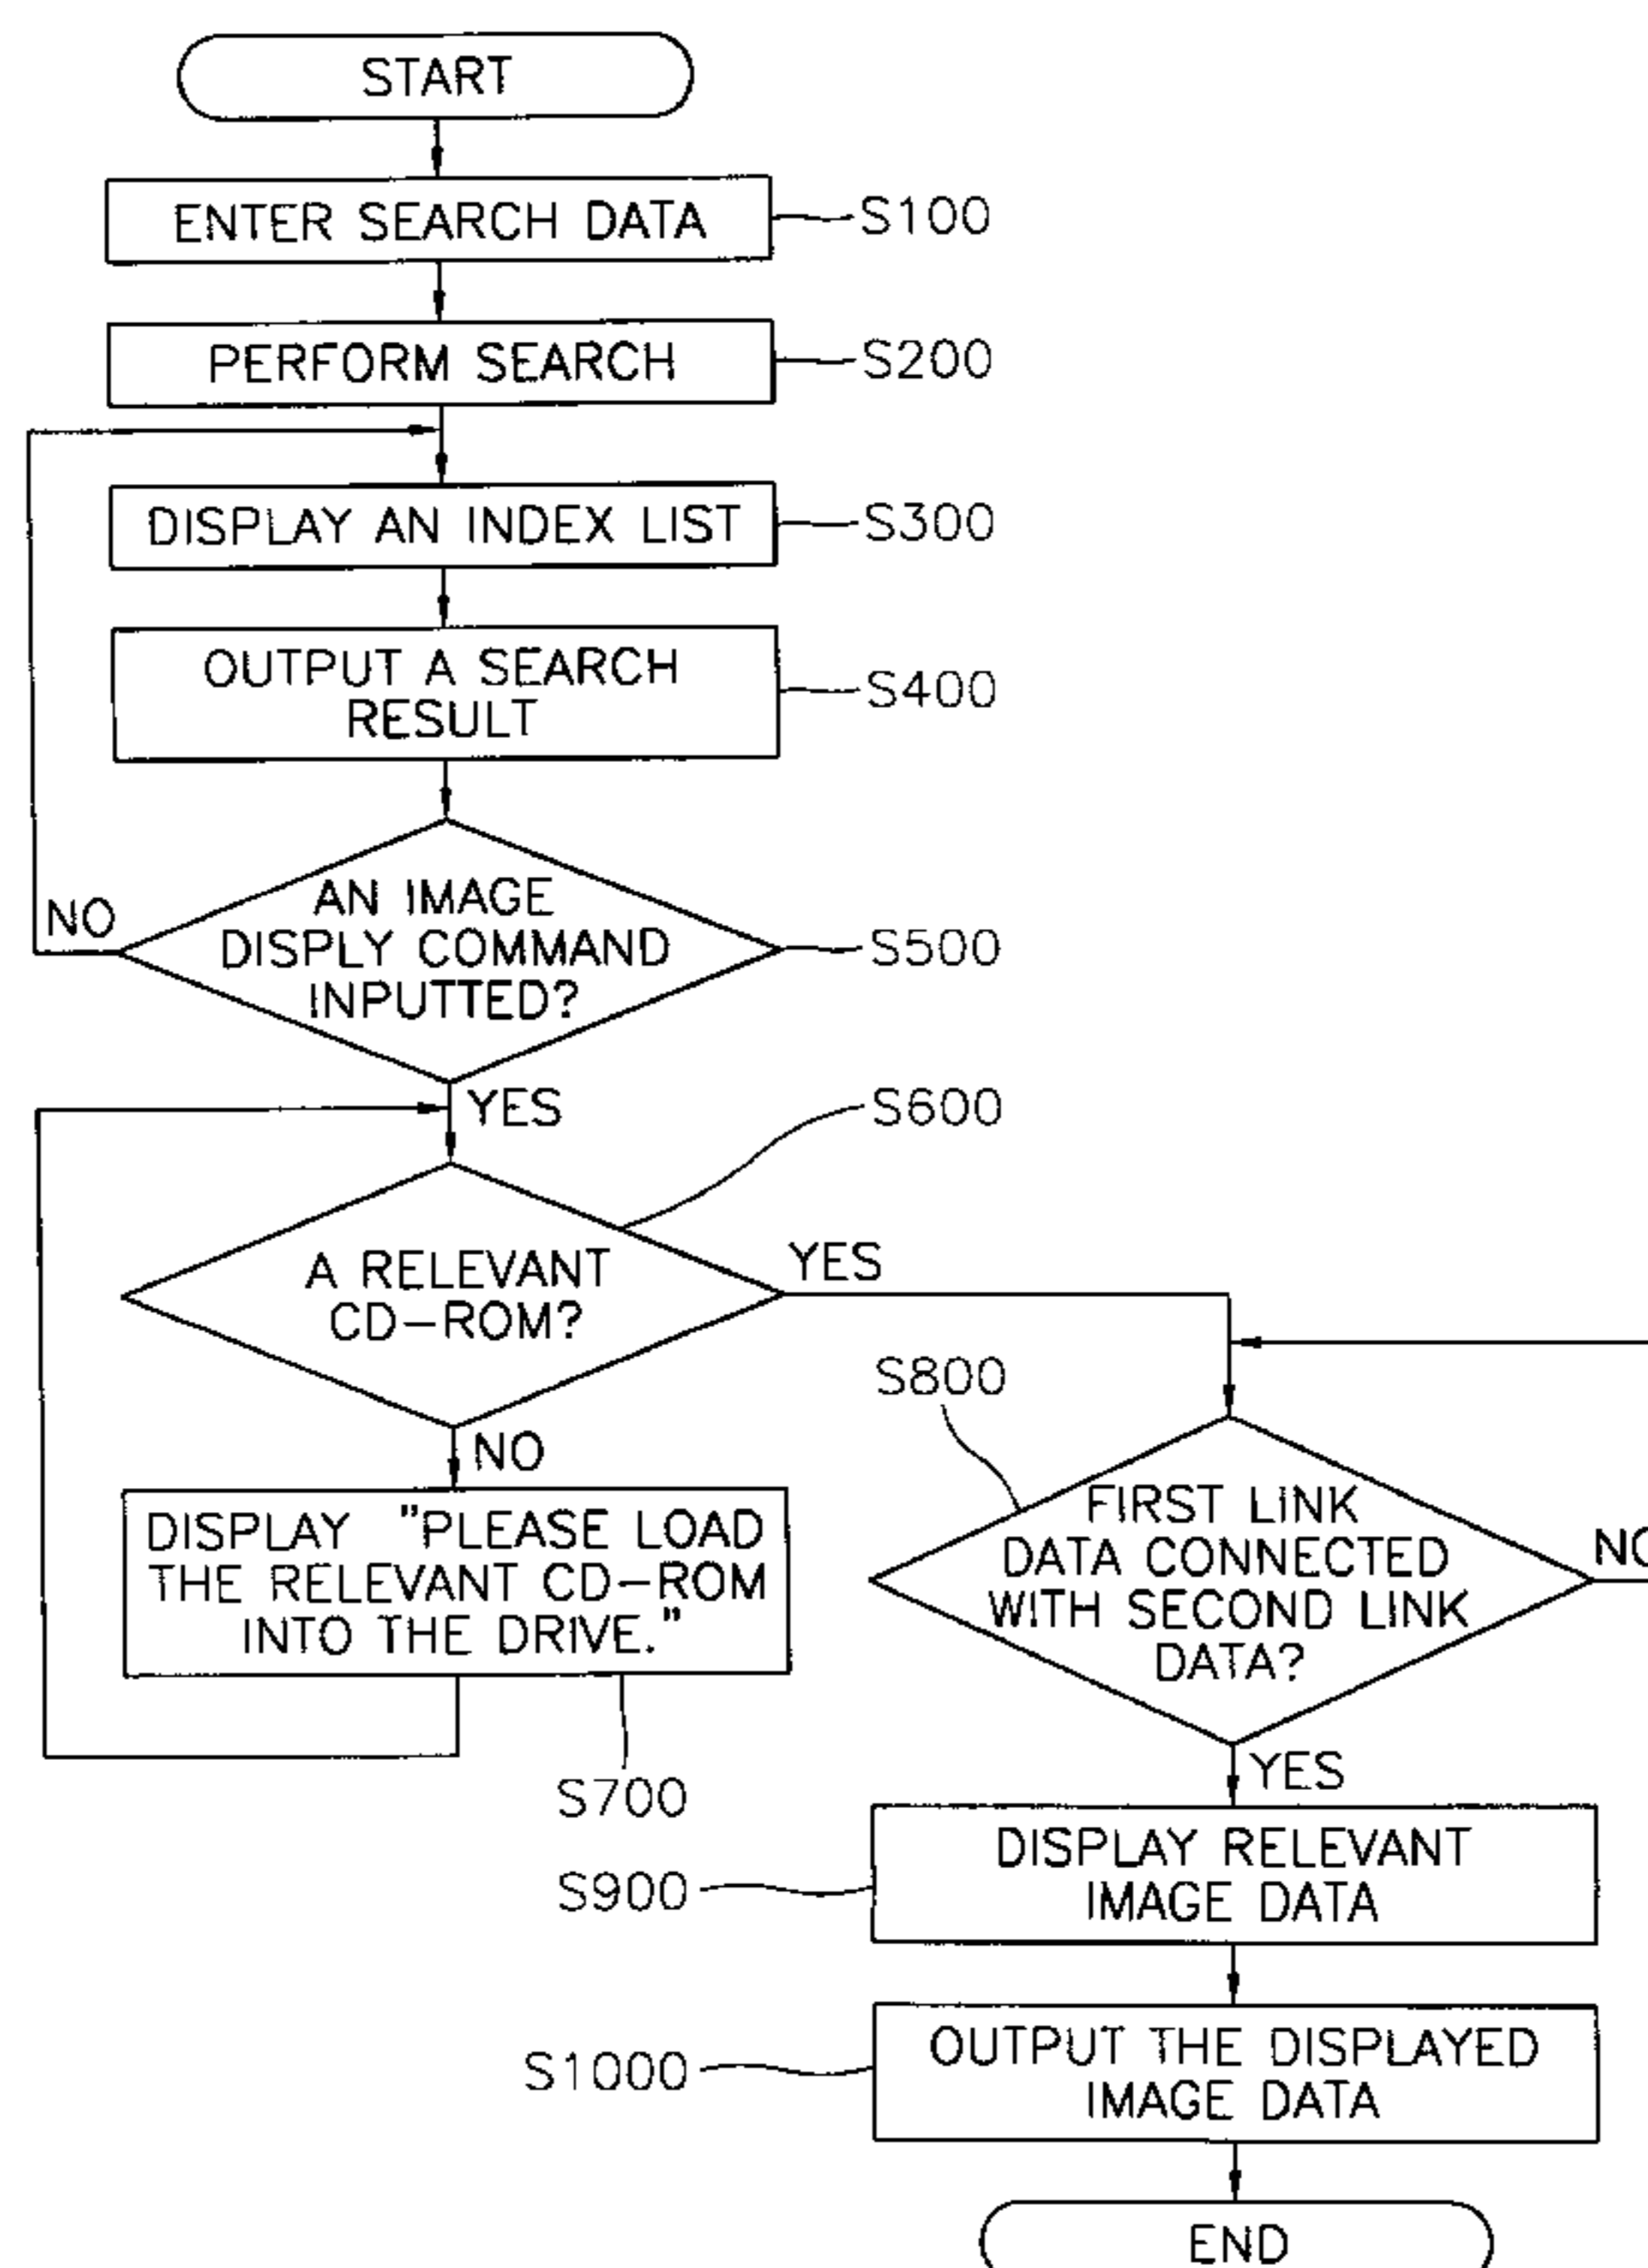 START
ENTER SEARCH DATA
S100
PERFORM SEARCH
S200
DISPLAY AN INDEX LIST
S300
OUTPUT A SEARCH
RESULT
S400
AN IMAGE
DISPLY COMMAND
INPUTTED?
NO
S500
YES
S600
A RELEVANT
CD-ROM?
YES
NO
DISPLAY "PLEASE LOAD
THE RELEVANT CD-ROM
INTO THE DRIVE."
S700
S800
FIRST LINK
DATA CONNECTED
WITH SECOND LINK
DATA?
NO
YES
DISPLAY RELEVANT
IMAGE DATA
S900
OUTPUT THE DISPLAYED
IMAGE DATA
S1000
END